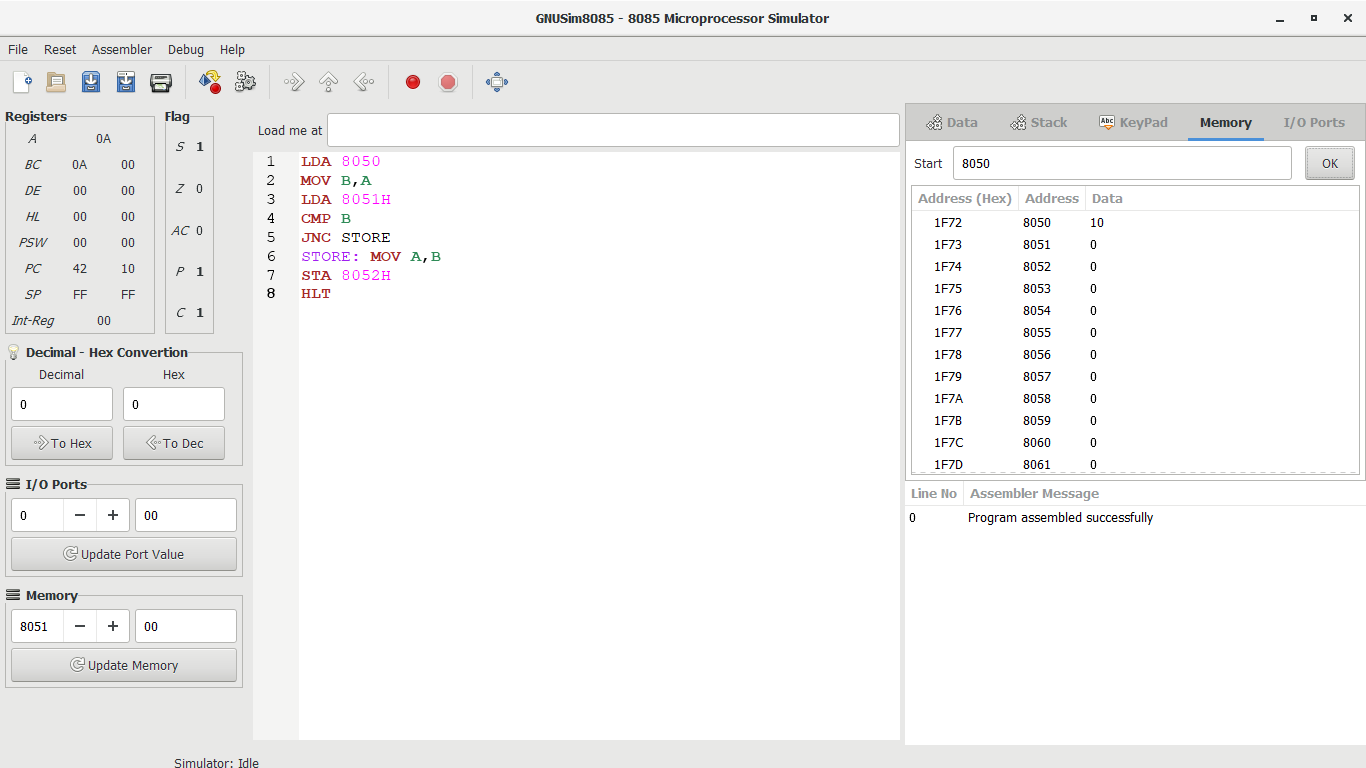 GNUSim8085 - 8085 Microprocessor Simulator
File Reset Assembler Debug Help
Registers
A 0A
BC 0A 00
DE 00 00
HL 00 00
PSW 00 00
PC 42 10
SP FF FF
Int-Reg 00
Flag
S 1
Z 0
AC 0
P 1
C 1
Decimal - Hex Convertion
Decimal Hex
0 0
To Hex To Dec
I/O Ports
0 − + 00
Update Port Value
Memory
8051 − + 00
Update Memory
Load me at
1 LDA 8050
2 MOV B,A
3 LDA 8051H
4 CMP B
5 JNC STORE
6 STORE: MOV A,B
7 STA 8052H
8 HLT
Data Stack Abc KeyPad Memory I/O Ports
Start 8050 OK
Address (Hex) Address Data
1F72 8050 10
1F73 8051 0
1F74 8052 0
1F75 8053 0
1F76 8054 0
1F77 8055 0
1F78 8056 0
1F79 8057 0
1F7A 8058 0
1F7B 8059 0
1F7C 8060 0
1F7D 8061 0
Line No Assembler Message
0 Program assembled successfully
Simulator: Idle